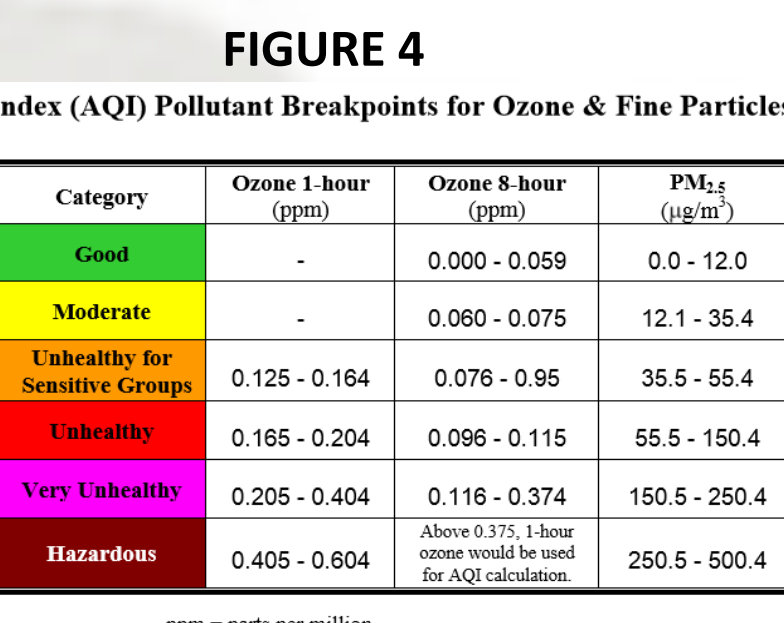 FIGURE 4
ndex (AQI) Pollutant Breakpoints for Ozone & Fine Particles
Category Ozone 1-hour (ppm) Ozone 8-hour (ppm) PM2.5 (μg/m3)
Good - 0.000 - 0.059 0.0 - 12.0
Moderate - 0.060 - 0.075 12.1 - 35.4
Unhealthy for Sensitive Groups 0.125 - 0.164 0.076 - 0.95 35.5 - 55.4
Unhealthy 0.165 - 0.204 0.096 - 0.115 55.5 - 150.4
Very Unhealthy 0.205 - 0.404 0.116 - 0.374 150.5 - 250.4
Hazardous 0.405 - 0.604 Above 0.375, 1-hour ozone would be used for AQI calculation. 250.5 - 500.4
ppm = parts per million